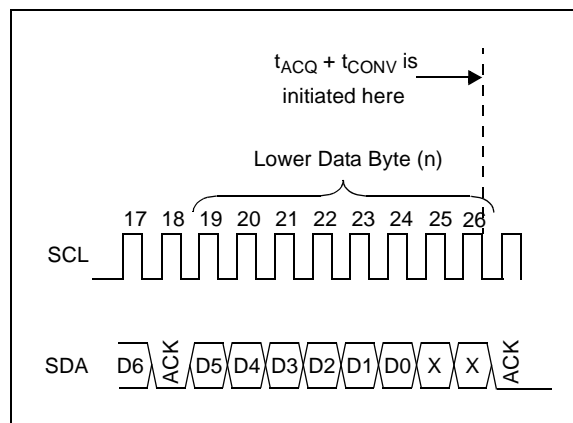 tACQ + tCONV is
initiated here
Lower Data Byte (n)
17 18 19 20 21 22 23 24 25 26
SCL
SDA D6 ACK D5 D4 D3 D2 D1 D0 X X ACK